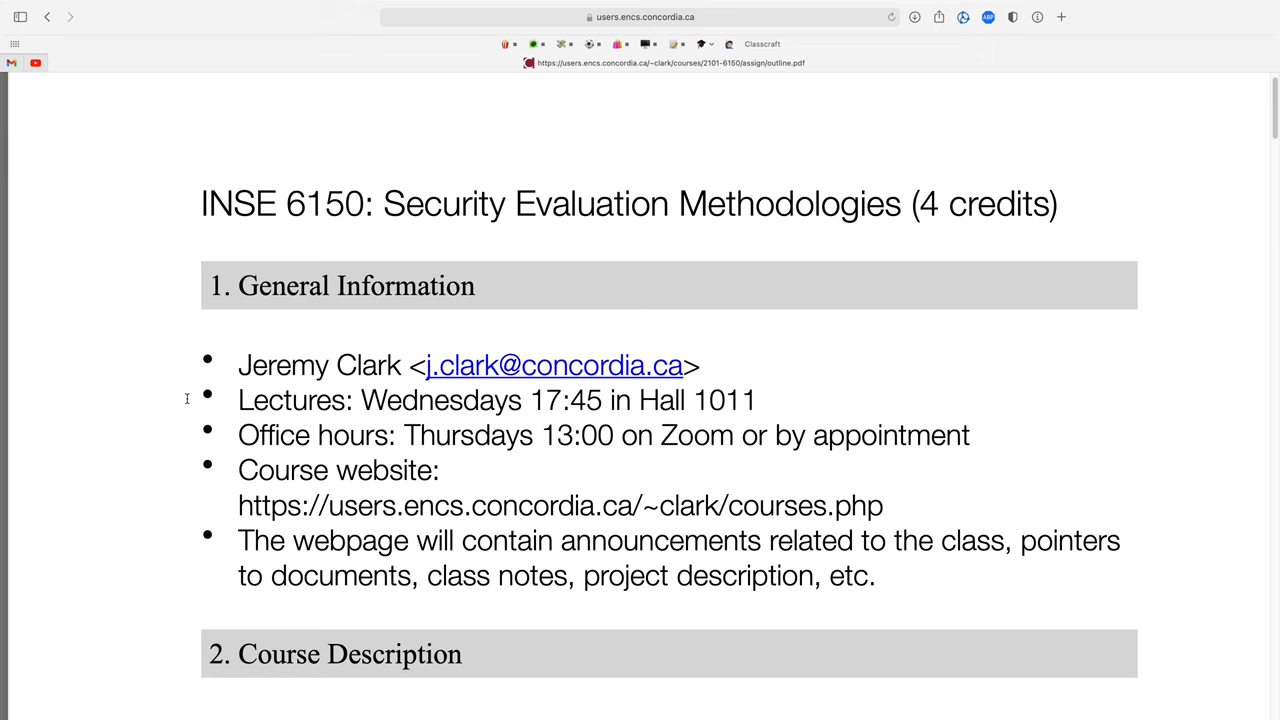 users.encs.concordia.ca
ABP
Classcraft
https://users.encs.concordia.ca/~clark/courses/2101-6150/assign/outline.pdf
INSE 6150: Security Evaluation Methodologies (4 credits)
1. General Information
• Jeremy Clark <j.clark@concordia.ca>
• Lectures: Wednesdays 17:45 in Hall 1011
• Office hours: Thursdays 13:00 on Zoom or by appointment
• Course website:
https://users.encs.concordia.ca/~clark/courses.php
• The webpage will contain announcements related to the class, pointers
to documents, class notes, project description, etc.
2. Course Description